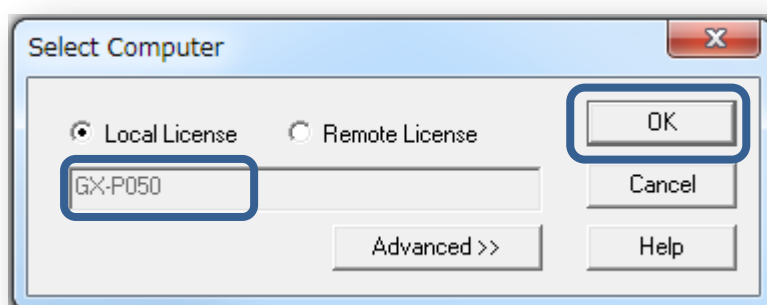 Select Computer
Local License Remote License
OK
GX-P050
Cancel
Advanced >>
Help